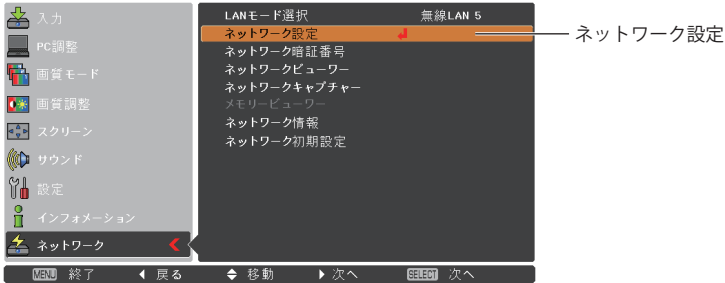 入力
PC調整
画質モード
画質調整
スクリーン
サウンド
設定
インフォメーション
ネットワーク
LANモード選択 無線LAN 5
ネットワーク設定
ネットワーク暗証番号
ネットワークビューワー
ネットワークキャプチャー
メモリービューワー
ネットワーク情報
ネットワーク初期設定
ネットワーク設定
MENU 終了 戻る 移動 次へ SELECT 次へ